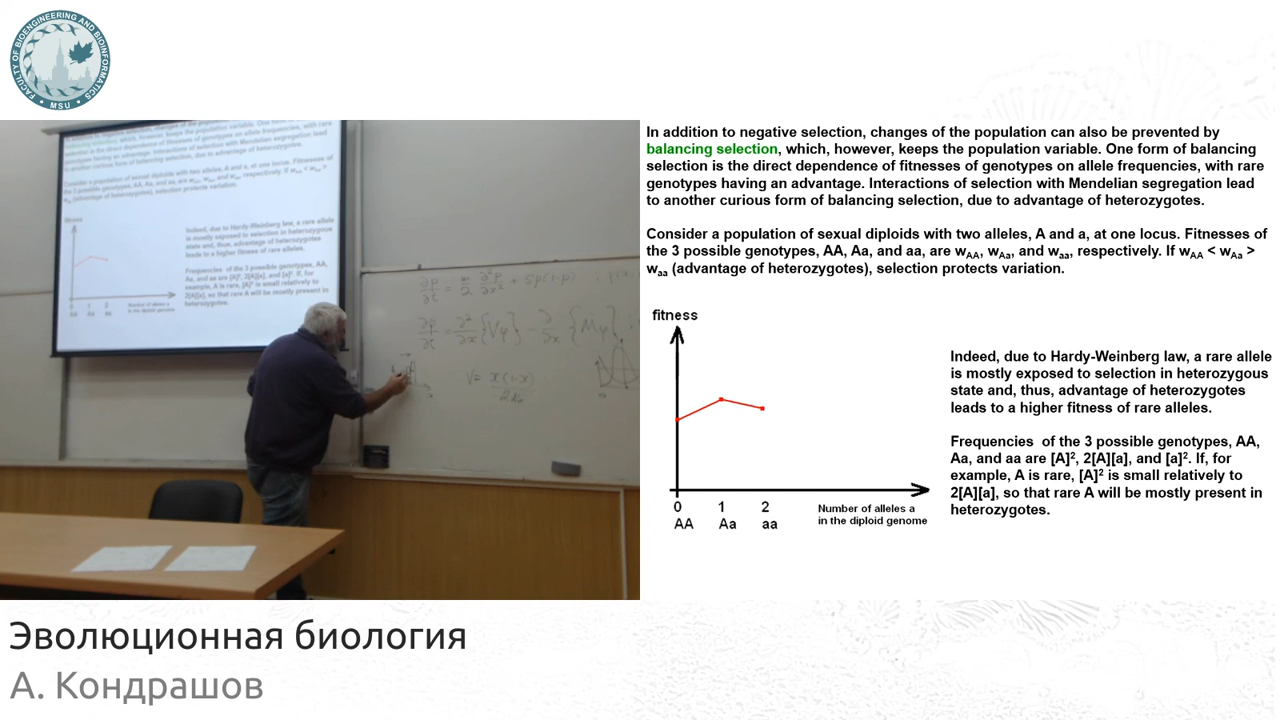 FACULTY OF BIOENGINEERING AND BIOINFORMATICS
• MSU •
In addition to negative selection, changes of the population can also be prevented by
balancing selection, which, however, keeps the population variable. One form of balancing
selection is the direct dependence of fitnesses of genotypes on allele frequencies, with rare
genotypes having an advantage. Interactions of selection with Mendelian segregation lead
to another curious form of balancing selection, due to advantage of heterozygotes.
Consider a population of sexual diploids with two alleles, A and a, at one locus. Fitnesses of
the 3 possible genotypes, AA, Aa, and aa, are wAA, wAa, and waa, respectively. If wAA < wAa >
waa (advantage of heterozygotes), selection protects variation.
fitness
0 1 2
AA Aa aa
Number of alleles a
in the diploid genome
Indeed, due to Hardy-Weinberg law, a rare allele
is mostly exposed to selection in heterozygous
state and, thus, advantage of heterozygotes
leads to a higher fitness of rare alleles.
Frequencies of the 3 possible genotypes, AA,
Aa, and aa are [A]², 2[A][a], and [a]². If, for
example, A is rare, [A]² is small relatively to
2[A][a], so that rare A will be mostly present in
heterozygotes.
Эволюционная биология
А. Кондрашов